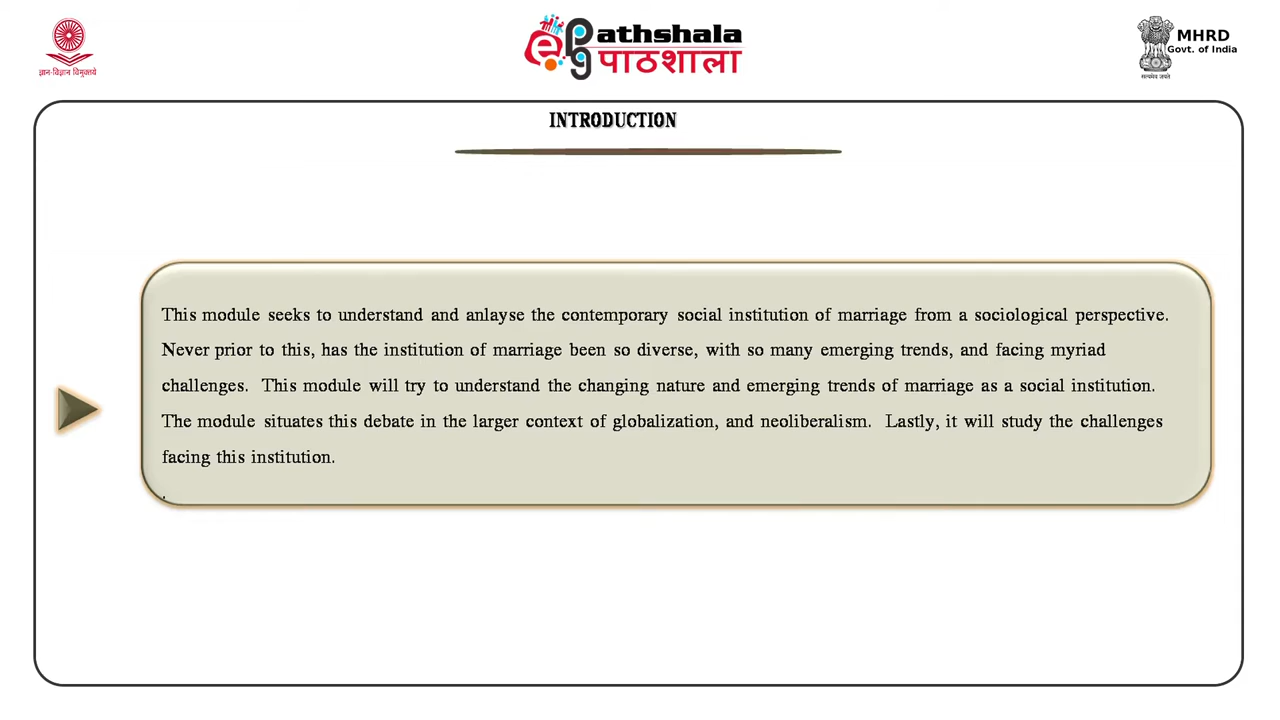 ज्ञान-विज्ञान विमुक्तये
e pg athshala
पाठशाला
सत्यमेव जयते
MHRD
Govt. of India
INTRODUCTION
This module seeks to understand and anlayse the contemporary social institution of marriage from a sociological perspective.
Never prior to this, has the institution of marriage been so diverse, with so many emerging trends, and facing myriad
challenges.  This module will try to understand the changing nature and emerging trends of marriage as a social institution.
The module situates this debate in the larger context of globalization, and neoliberalism.  Lastly, it will study the challenges
facing this institution.
.